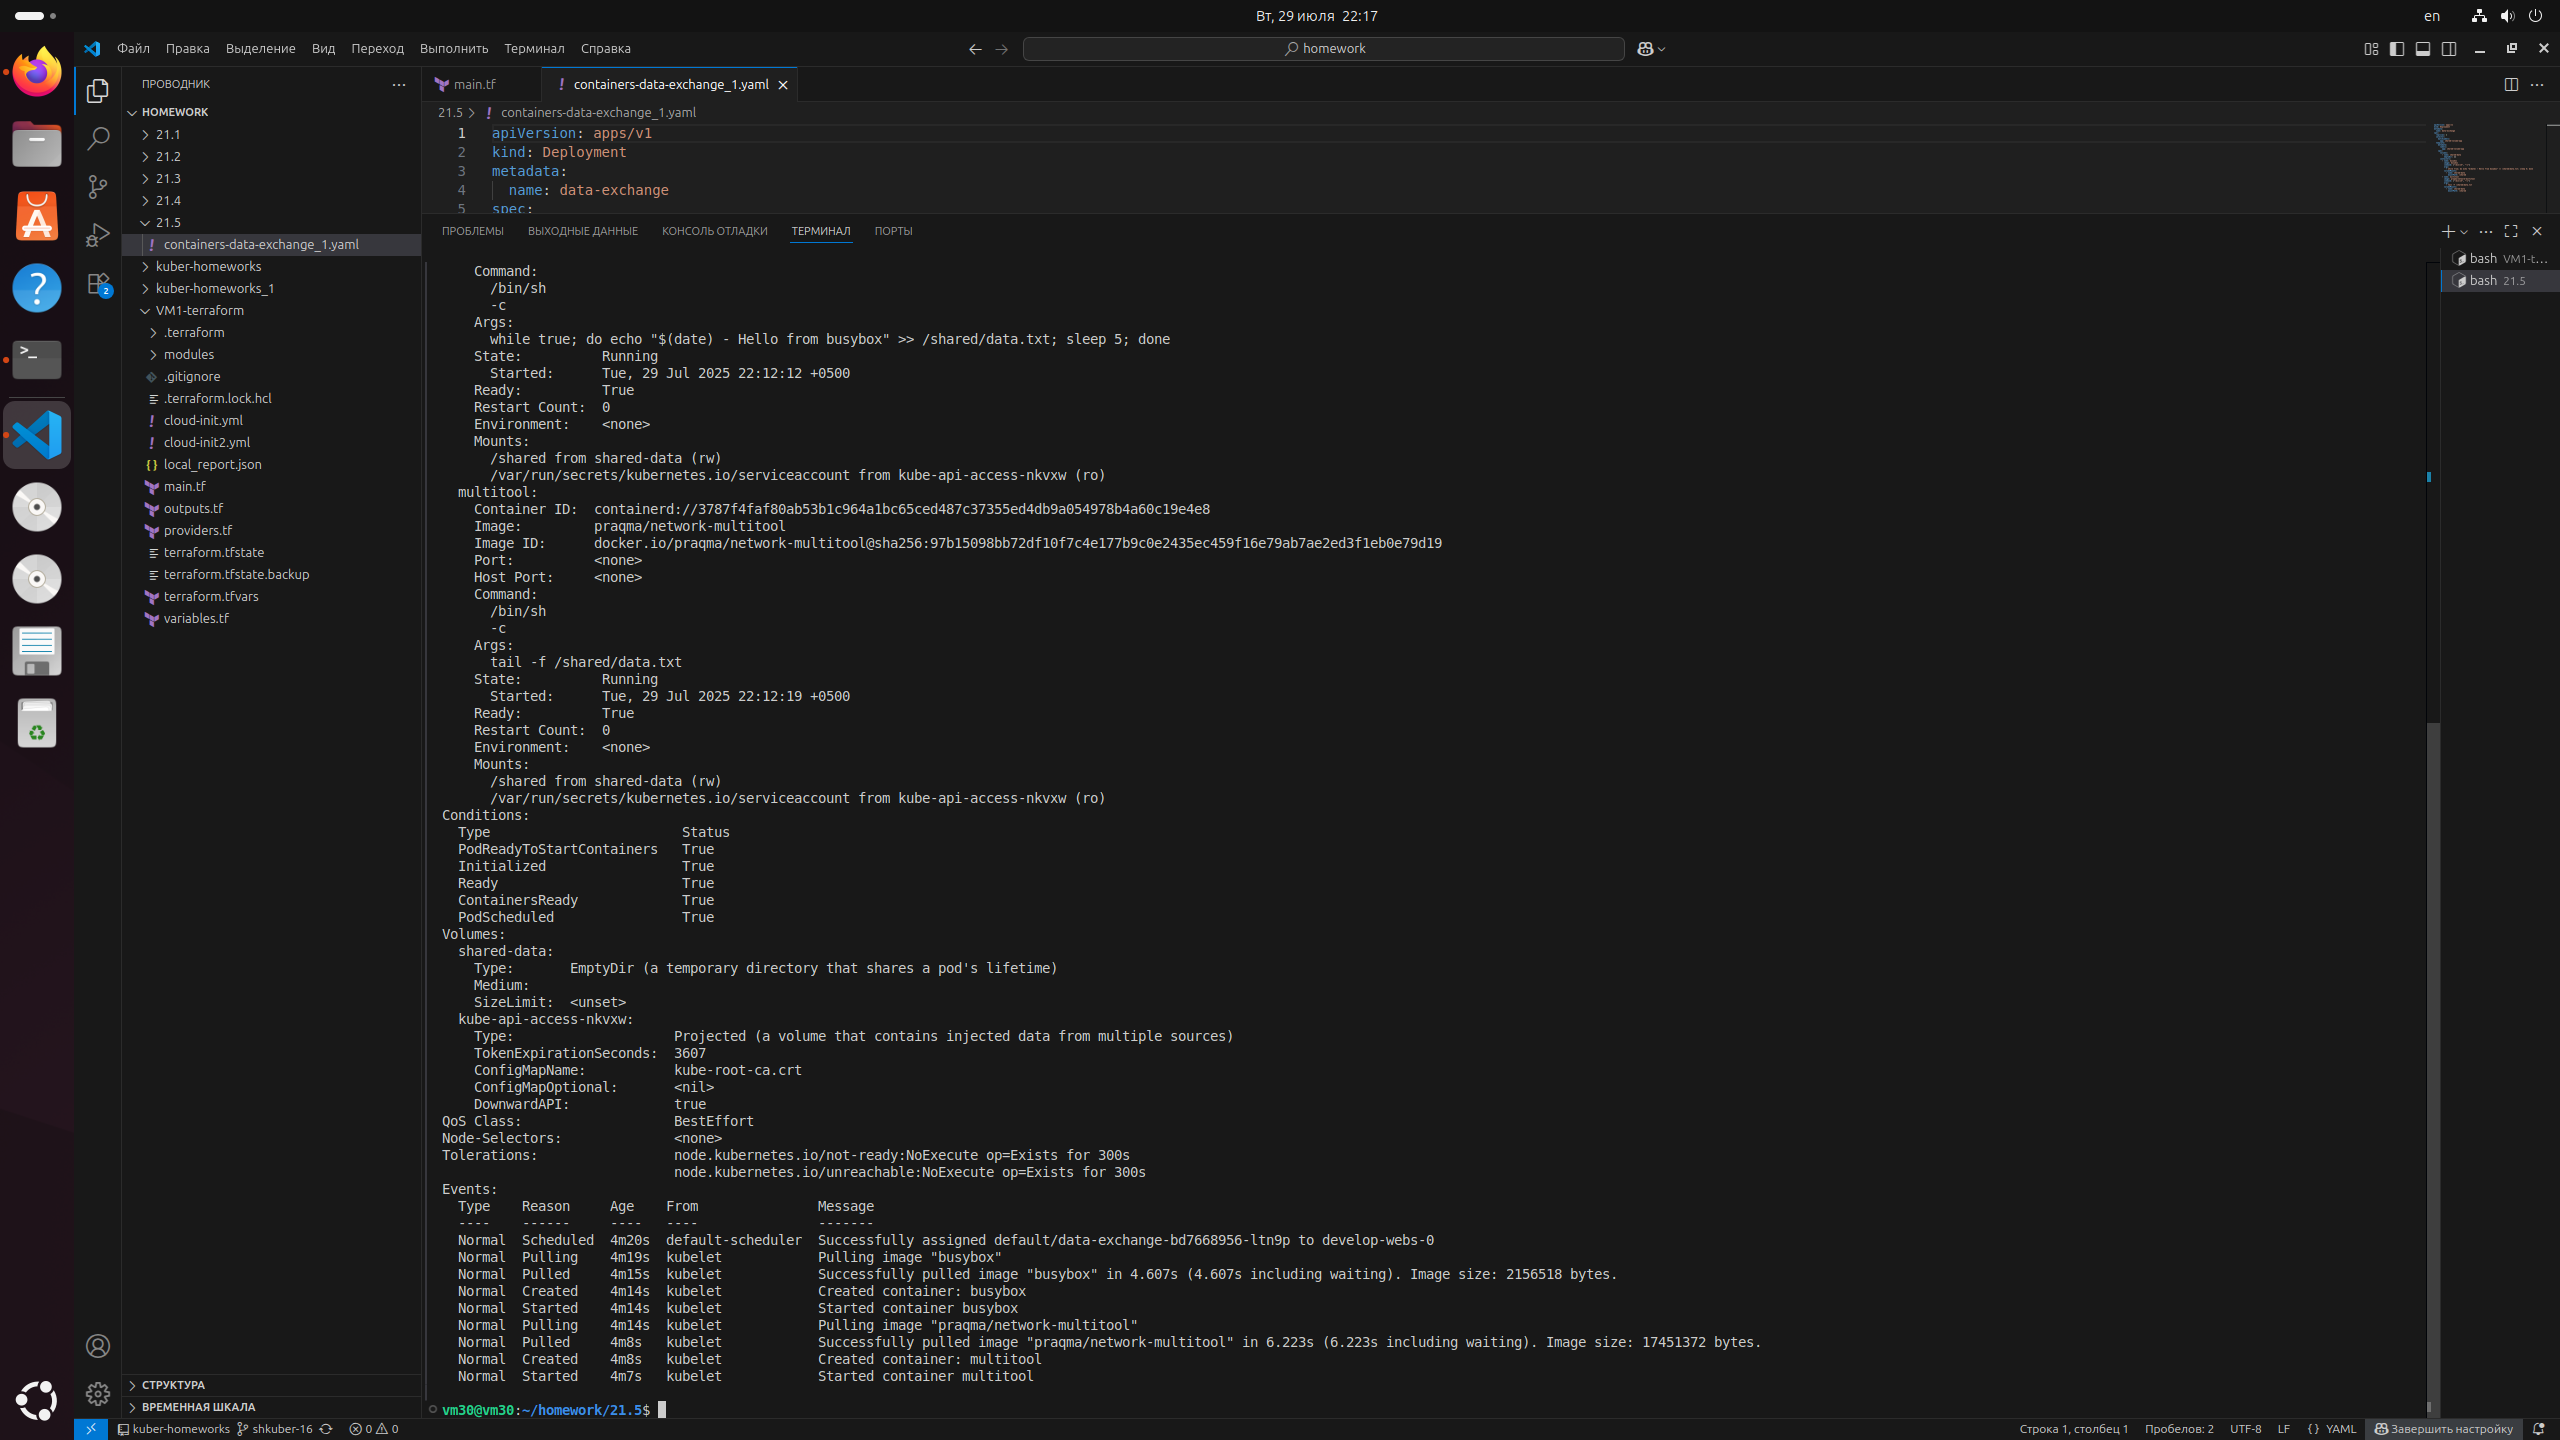 Вт, 29 июля 22:17
en
Файл Правка Выделение Вид Переход Выполнить Терминал Справка
homework
ПРОВОДНИК
HOMEWORK
21.1
21.2
21.3
21.4
21.5
containers-data-exchange_1.yaml
kuber-homeworks
kuber-homeworks_1
VM1-terraform
.terraform
modules
.gitignore
.terraform.lock.hcl
cloud-init.yml
cloud-init2.yml
local_report.json
main.tf
outputs.tf
providers.tf
terraform.tfstate
terraform.tfstate.backup
terraform.tfvars
variables.tf
СТРУКТУРА
ВРЕМЕННАЯ ШКАЛА
2
main.tf
containers-data-exchange_1.yaml
21.5 > containers-data-exchange_1.yaml
1 apiVersion: apps/v1
2 kind: Deployment
3 metadata:
4 name: data-exchange
5 spec:
ПРОБЛЕМЫ ВЫХОДНЫЕ ДАННЫЕ КОНСОЛЬ ОТЛАДКИ ТЕРМИНАЛ ПОРТЫ
bash VM1-t...
bash 21.5
Command:
/bin/sh
-c
Args:
while true; do echo "$(date) - Hello from busybox" >> /shared/data.txt; sleep 5; done
State: Running
Started: Tue, 29 Jul 2025 22:12:12 +0500
Ready: True
Restart Count: 0
Environment: <none>
Mounts:
/shared from shared-data (rw)
/var/run/secrets/kubernetes.io/serviceaccount from kube-api-access-nkvxw (ro)
multitool:
Container ID: containerd://3787f4faf80ab53b1c964a1bc65ced487c37355ed4db9a054978b4a60c19e4e8
Image: praqma/network-multitool
Image ID: docker.io/praqma/network-multitool@sha256:97b15098bb72df10f7c4e177b9c0e2435ec459f16e79ab7ae2ed3f1eb0e79d19
Port: <none>
Host Port: <none>
Command:
/bin/sh
-c
Args:
tail -f /shared/data.txt
State: Running
Started: Tue, 29 Jul 2025 22:12:19 +0500
Ready: True
Restart Count: 0
Environment: <none>
Mounts:
/shared from shared-data (rw)
/var/run/secrets/kubernetes.io/serviceaccount from kube-api-access-nkvxw (ro)
Conditions:
Type Status
PodReadyToStartContainers True
Initialized True
Ready True
ContainersReady True
PodScheduled True
Volumes:
shared-data:
Type: EmptyDir (a temporary directory that shares a pod's lifetime)
Medium:
SizeLimit: <unset>
kube-api-access-nkvxw:
Type: Projected (a volume that contains injected data from multiple sources)
TokenExpirationSeconds: 3607
ConfigMapName: kube-root-ca.crt
ConfigMapOptional: <nil>
DownwardAPI: true
QoS Class: BestEffort
Node-Selectors: <none>
Tolerations: node.kubernetes.io/not-ready:NoExecute op=Exists for 300s
node.kubernetes.io/unreachable:NoExecute op=Exists for 300s
Events:
Type Reason Age From Message
---- ------ ---- ---- -------
Normal Scheduled 4m20s default-scheduler Successfully assigned default/data-exchange-bd7668956-ltn9p to develop-webs-0
Normal Pulling 4m19s kubelet Pulling image "busybox"
Normal Pulled 4m15s kubelet Successfully pulled image "busybox" in 4.607s (4.607s including waiting). Image size: 2156518 bytes.
Normal Created 4m14s kubelet Created container: busybox
Normal Started 4m14s kubelet Started container busybox
Normal Pulling 4m14s kubelet Pulling image "praqma/network-multitool"
Normal Pulled 4m8s kubelet Successfully pulled image "praqma/network-multitool" in 6.223s (6.223s including waiting). Image size: 17451372 bytes.
Normal Created 4m8s kubelet Created container: multitool
Normal Started 4m7s kubelet Started container multitool
vm30@vm30:~/homework/21.5$
kuber-homeworks shkuber-16 0 0
Строка 1, столбец 1 Пробелов: 2 UTF-8 LF {} YAML Завершить настройку